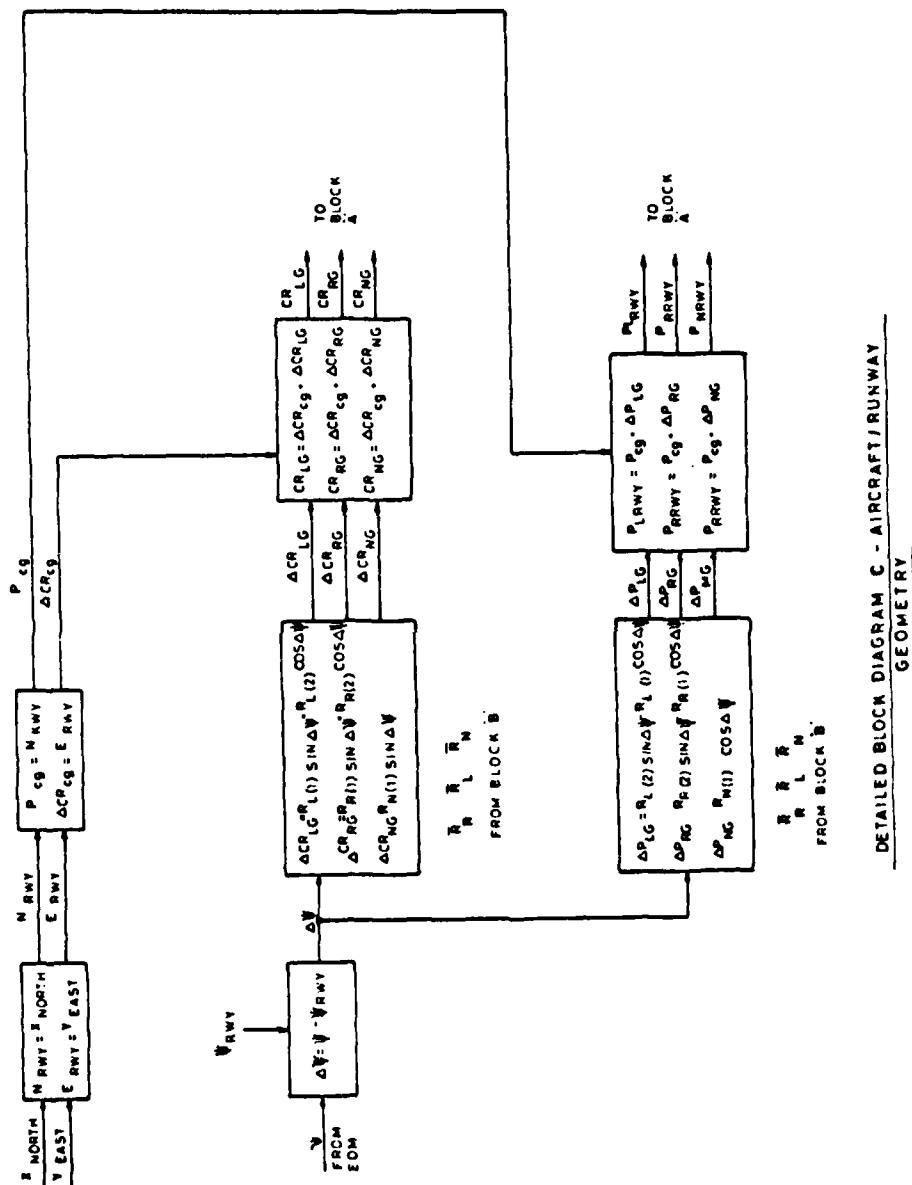 X NORTH
Y EAST
N RWY = X NORTH
E RWY = Y EAST
N RWY
E RWY
P cg = N RWY
ΔCR cg = E RWY
P cg
ΔCR cg
Ψ RWY
Ψ
FROM
EOM
ΔΨ = Ψ - Ψ RWY
ΔΨ
ΔCR LG = R L(1) SIN ΔΨ + R L(2) COS ΔΨ
ΔCR RG = R R(1) SIN ΔΨ + R R(2) COS ΔΨ
ΔCR NG R N(1) SIN ΔΨ
R̅ R R̅ L R̅ N
FROM BLOCK B
ΔCR LG
ΔCR RG
ΔCR NG
CR LG = ΔCR cg + ΔCR LG
CR RG = ΔCR cg + ΔCR RG
CR NG = ΔCR cg + ΔCR NG
CR LG
CR RG
CR NG
TO
BLOCK
A
ΔP LG = R L(2) SIN ΔΨ - R L(1) COS ΔΨ
ΔP RG R R(2) SIN ΔΨ R R(1) COS ΔΨ
ΔP NG R N(1) COS ΔΨ
R̅ R R̅ L R̅ N
FROM BLOCK B
ΔP LG
ΔP RG
ΔP NG
P LRWY = P cg + ΔP LG
P RRWY = P cg + ΔP RG
P RRWY = P cg + ΔP NG
P LRWY
P RRWY
P NRWY
TO
BLOCK
A
DETAILED BLOCK DIAGRAM C - AIRCRAFT / RUNWAY
GEOMETRY